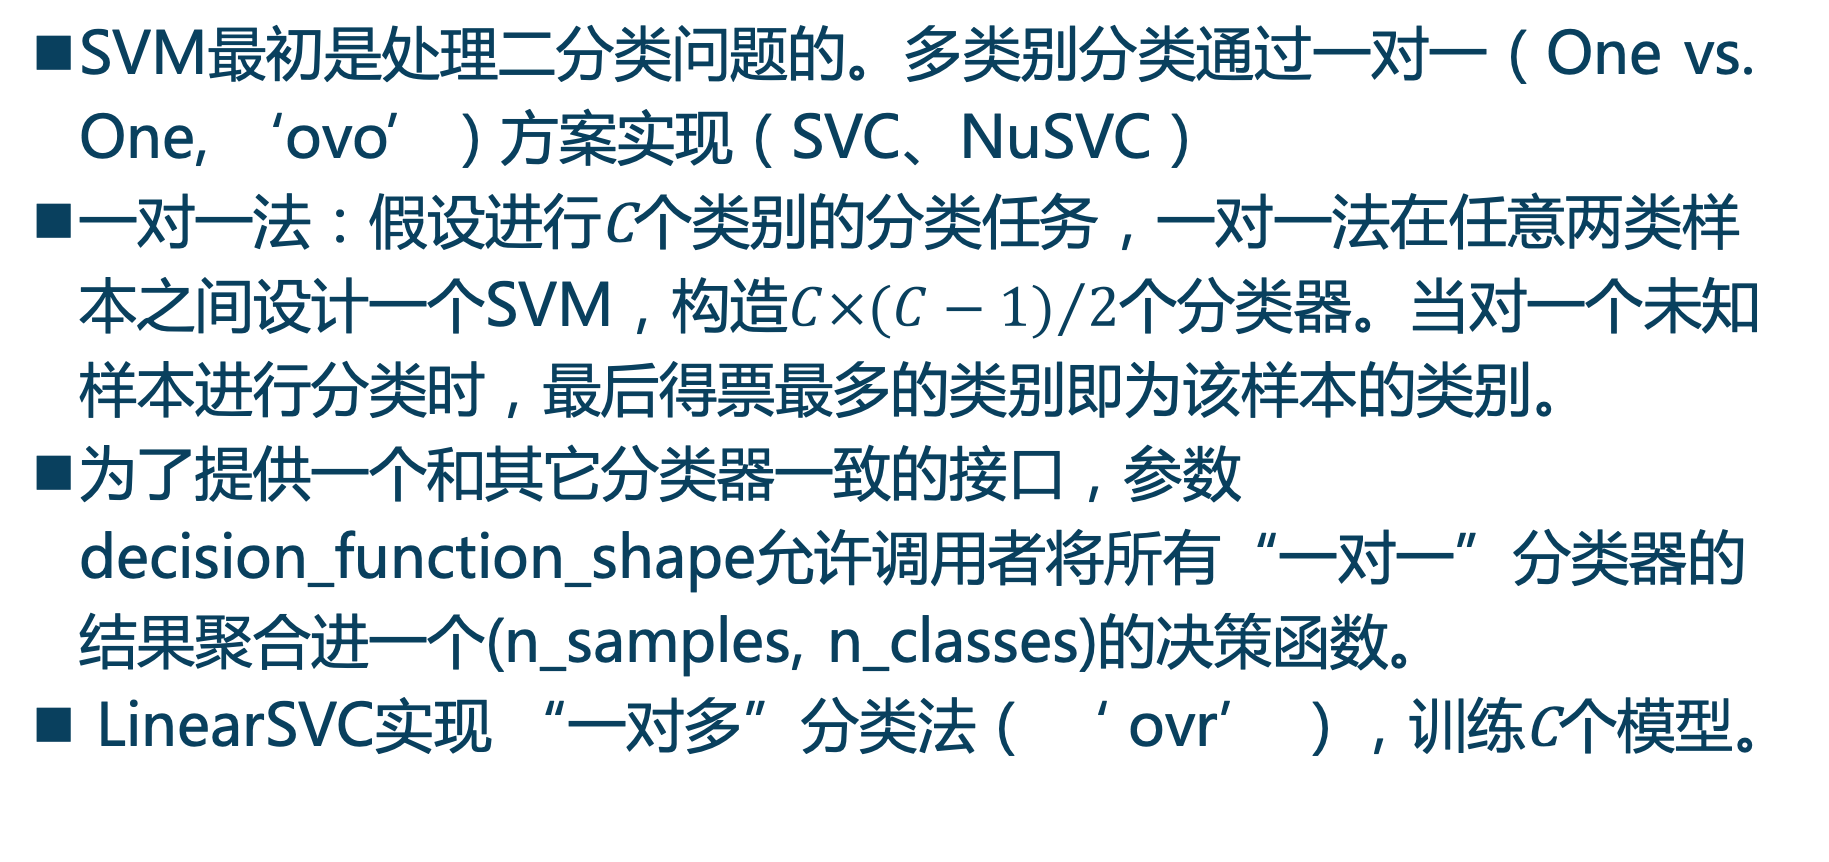 ■SVM最初是处理二分类问题的。多类别分类通过一对一（One vs.
One, ‘ovo’ ）方案实现（SVC、NuSVC）
■一对一法：假设进行C个类别的分类任务，一对一法在任意两类样
本之间设计一个SVM，构造C×(C − 1)/2个分类器。当对一个未知
样本进行分类时，最后得票最多的类别即为该样本的类别。
■为了提供一个和其它分类器一致的接口，参数
decision_function_shape允许调用者将所有“一对一”分类器的
结果聚合进一个(n_samples, n_classes)的决策函数。
■ LinearSVC实现 “一对多”分类法（ ‘ ovr’ ），训练C个模型。